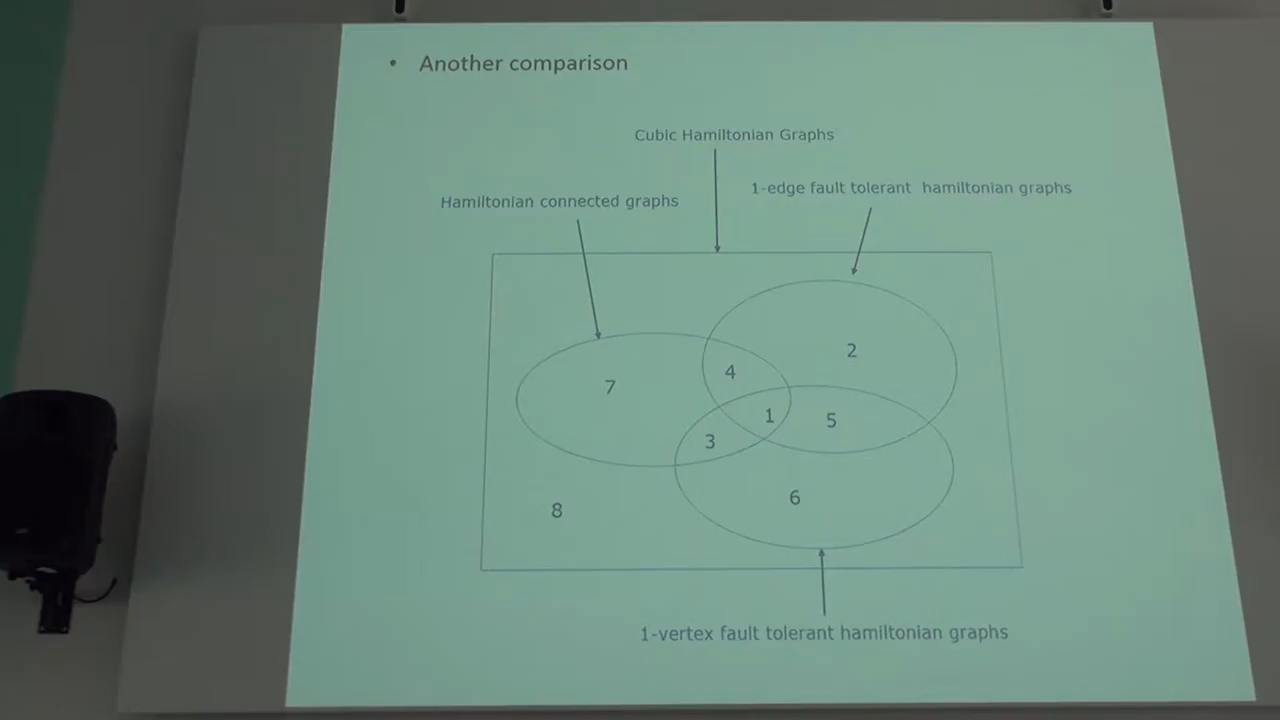 • Another comparison
Cubic Hamiltonian Graphs
1-edge fault tolerant hamiltonian graphs
Hamiltonian connected graphs
2
4
7
1
5
3
6
8
1-vertex fault tolerant hamiltonian graphs